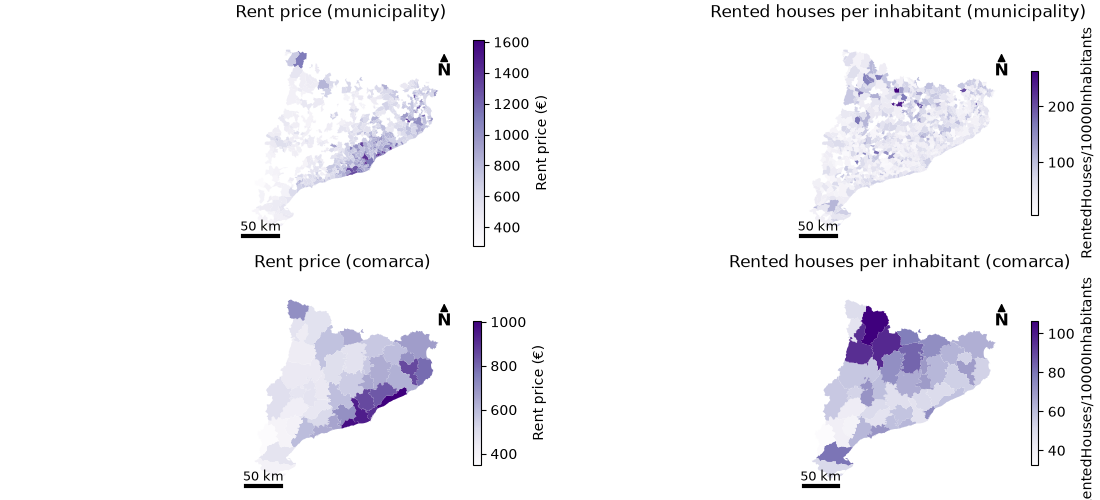 Rent price (municipality)
N
50 km
1600
1400
1200
1000
800
600
400
Rent price (€)
Rented houses per inhabitant (municipality)
N
50 km
200
100
RentedHouses/10000Inhabitants
Rent price (comarca)
N
50 km
1000
800
600
400
Rent price (€)
Rented houses per inhabitant (comarca)
N
50 km
100
80
60
40
entedHouses/10000Inhabitants